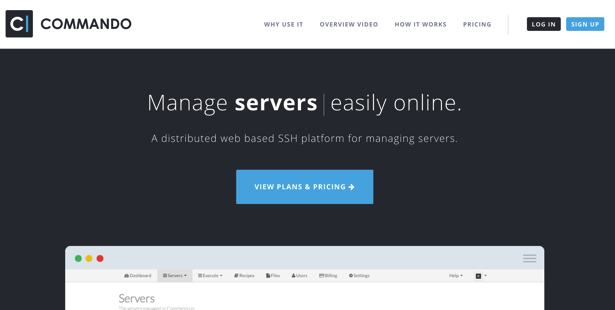 COMMANDO
WHY USE IT OVERVIEW VIDEO HOW IT WORKS PRICING LOG IN SIGN UP
Manage servers easily online.
A distributed web based SSH platform for managing servers.
VIEW PLANS & PRICING
Dashboard Servers Execute Recipes Files Users Billing Settings Help
Servers